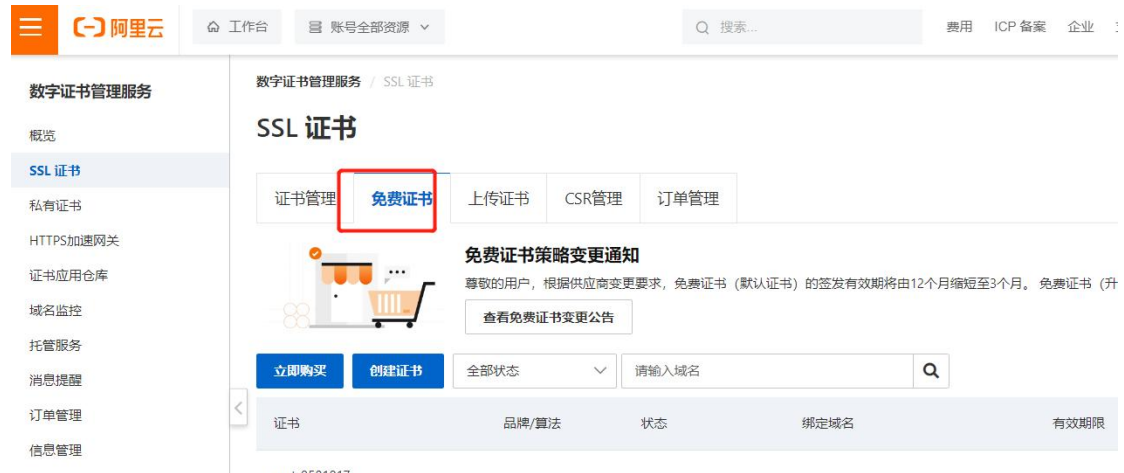 阿里云 工作台 账号全部资源 搜索... 费用 ICP 备案 企业
数字证书管理服务
概览
SSL 证书
私有证书
HTTPS加速网关
证书应用仓库
域名监控
托管服务
消息提醒
订单管理
信息管理
数字证书管理服务 / SSL 证书
SSL 证书
证书管理 免费证书 上传证书 CSR管理 订单管理
免费证书策略变更通知
尊敬的用户，根据供应商变更要求，免费证书（默认证书）的签发有效期将由12个月缩短至3个月。 免费证书（升
查看免费证书变更公告
立即购买 创建证书 全部状态 请输入域名
证书 品牌/算法 状态 绑定域名 有效期限